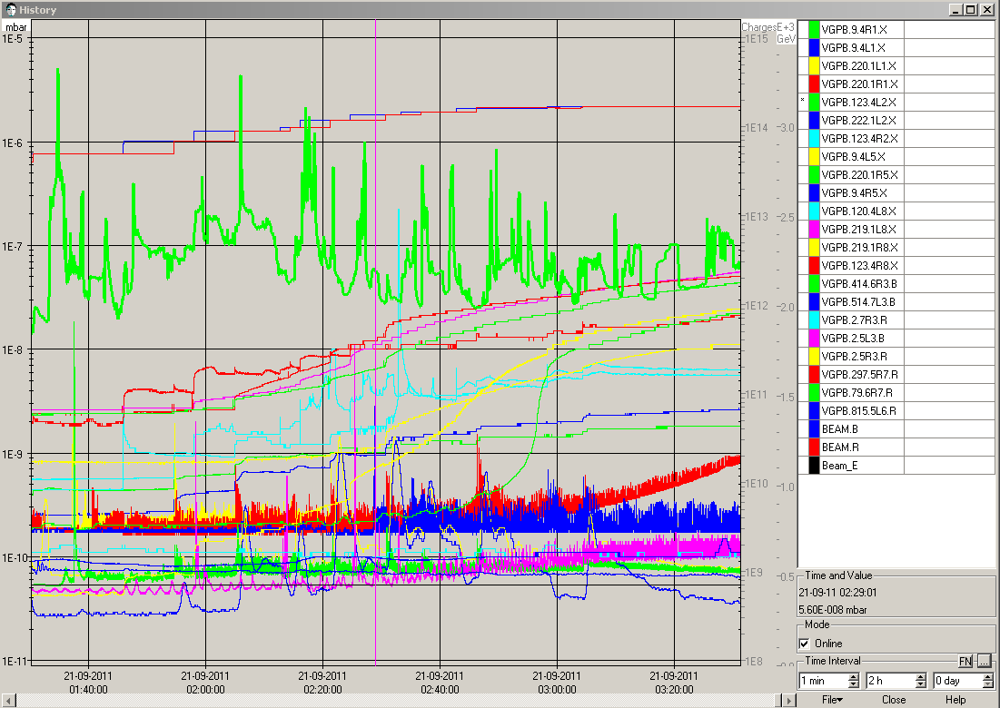 History
mbar
Charges
E+3
GeV
1E-5
1E-6
1E-7
1E-8
1E-9
1E-10
1E-11
1E15
1E14
1E13
1E12
1E11
1E10
1E9
1E8
3.0
2.5
2.0
1.5
1.0
0.5
21-09-2011
01:40:00
21-09-2011
02:00:00
21-09-2011
02:20:00
21-09-2011
02:40:00
21-09-2011
03:00:00
21-09-2011
03:20:00
VGPB.9.4R1.X
VGPB.9.4L1.X
VGPB.220.1L1.X
VGPB.220.1R1.X
* VGPB.123.4L2.X
VGPB.222.1L2.X
VGPB.123.4R2.X
VGPB.9.4L5.X
VGPB.220.1R5.X
VGPB.9.4R5.X
VGPB.120.4L8.X
VGPB.219.1L8.X
VGPB.219.1R8.X
VGPB.123.4R8.X
VGPB.414.6R3.B
VGPB.514.7L3.B
VGPB.2.7R3.R
VGPB.2.5L3.B
VGPB.2.5R3.R
VGPB.297.5R7.R
VGPB.79.6R7.R
VGPB.815.5L6.R
BEAM.B
BEAM.R
Beam_E
Time and Value
21-09-11 02:29:01
5.60E-008 mbar
Mode
Online
Time Interval
FN
...
1 min
2 h
0 day
File
Close
Help